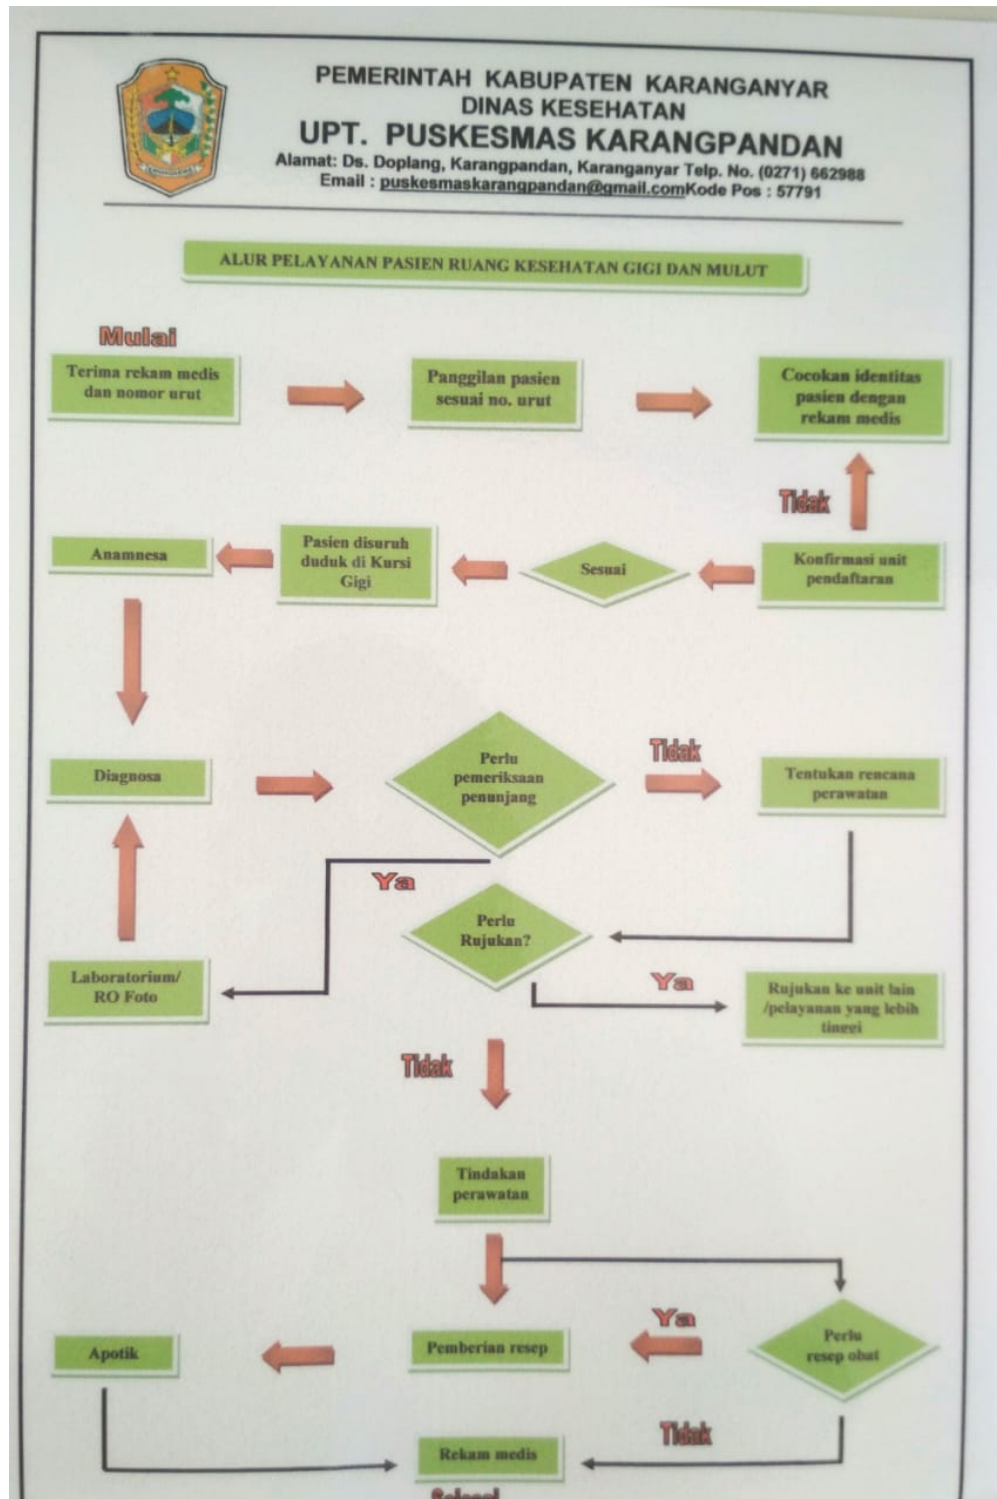 PEMERINTAH KABUPATEN KARANGANYAR
DINAS KESEHATAN
UPT. PUSKESMAS KARANGPANDAN
Alamat: Ds. Doplang, Karangpandan, Karanganyar Telp. No. (0271) 662988
Email : puskesmaskarangpandan@gmail.comKode Pos : 57791
ALUR PELAYANAN PASIEN RUANG KESEHATAN GIGI DAN MULUT
Mulai
Terima rekam medis
dan nomor urut
Panggilan pasien
sesuai no. urut
Cocokan identitas
pasien dengan
rekam medis
Tidak
Konfirmasi unit
pendaftaran
Sesuai
Pasien disuruh
duduk di Kursi
Gigi
Anamnesa
Diagnosa
Perlu
pemeriksaan
penunjang
Tidak
Tentukan rencana
perawatan
Ya
Perlu
Rujukan?
Laboratorium/
RO Foto
Ya
Rujukan ke unit lain
/pelayanan yang lebih
tinggi
Tidak
Tindakan
perawatan
Perlu
resep obat
Ya
Pemberian resep
Apotik
Tidak
Rekam medis